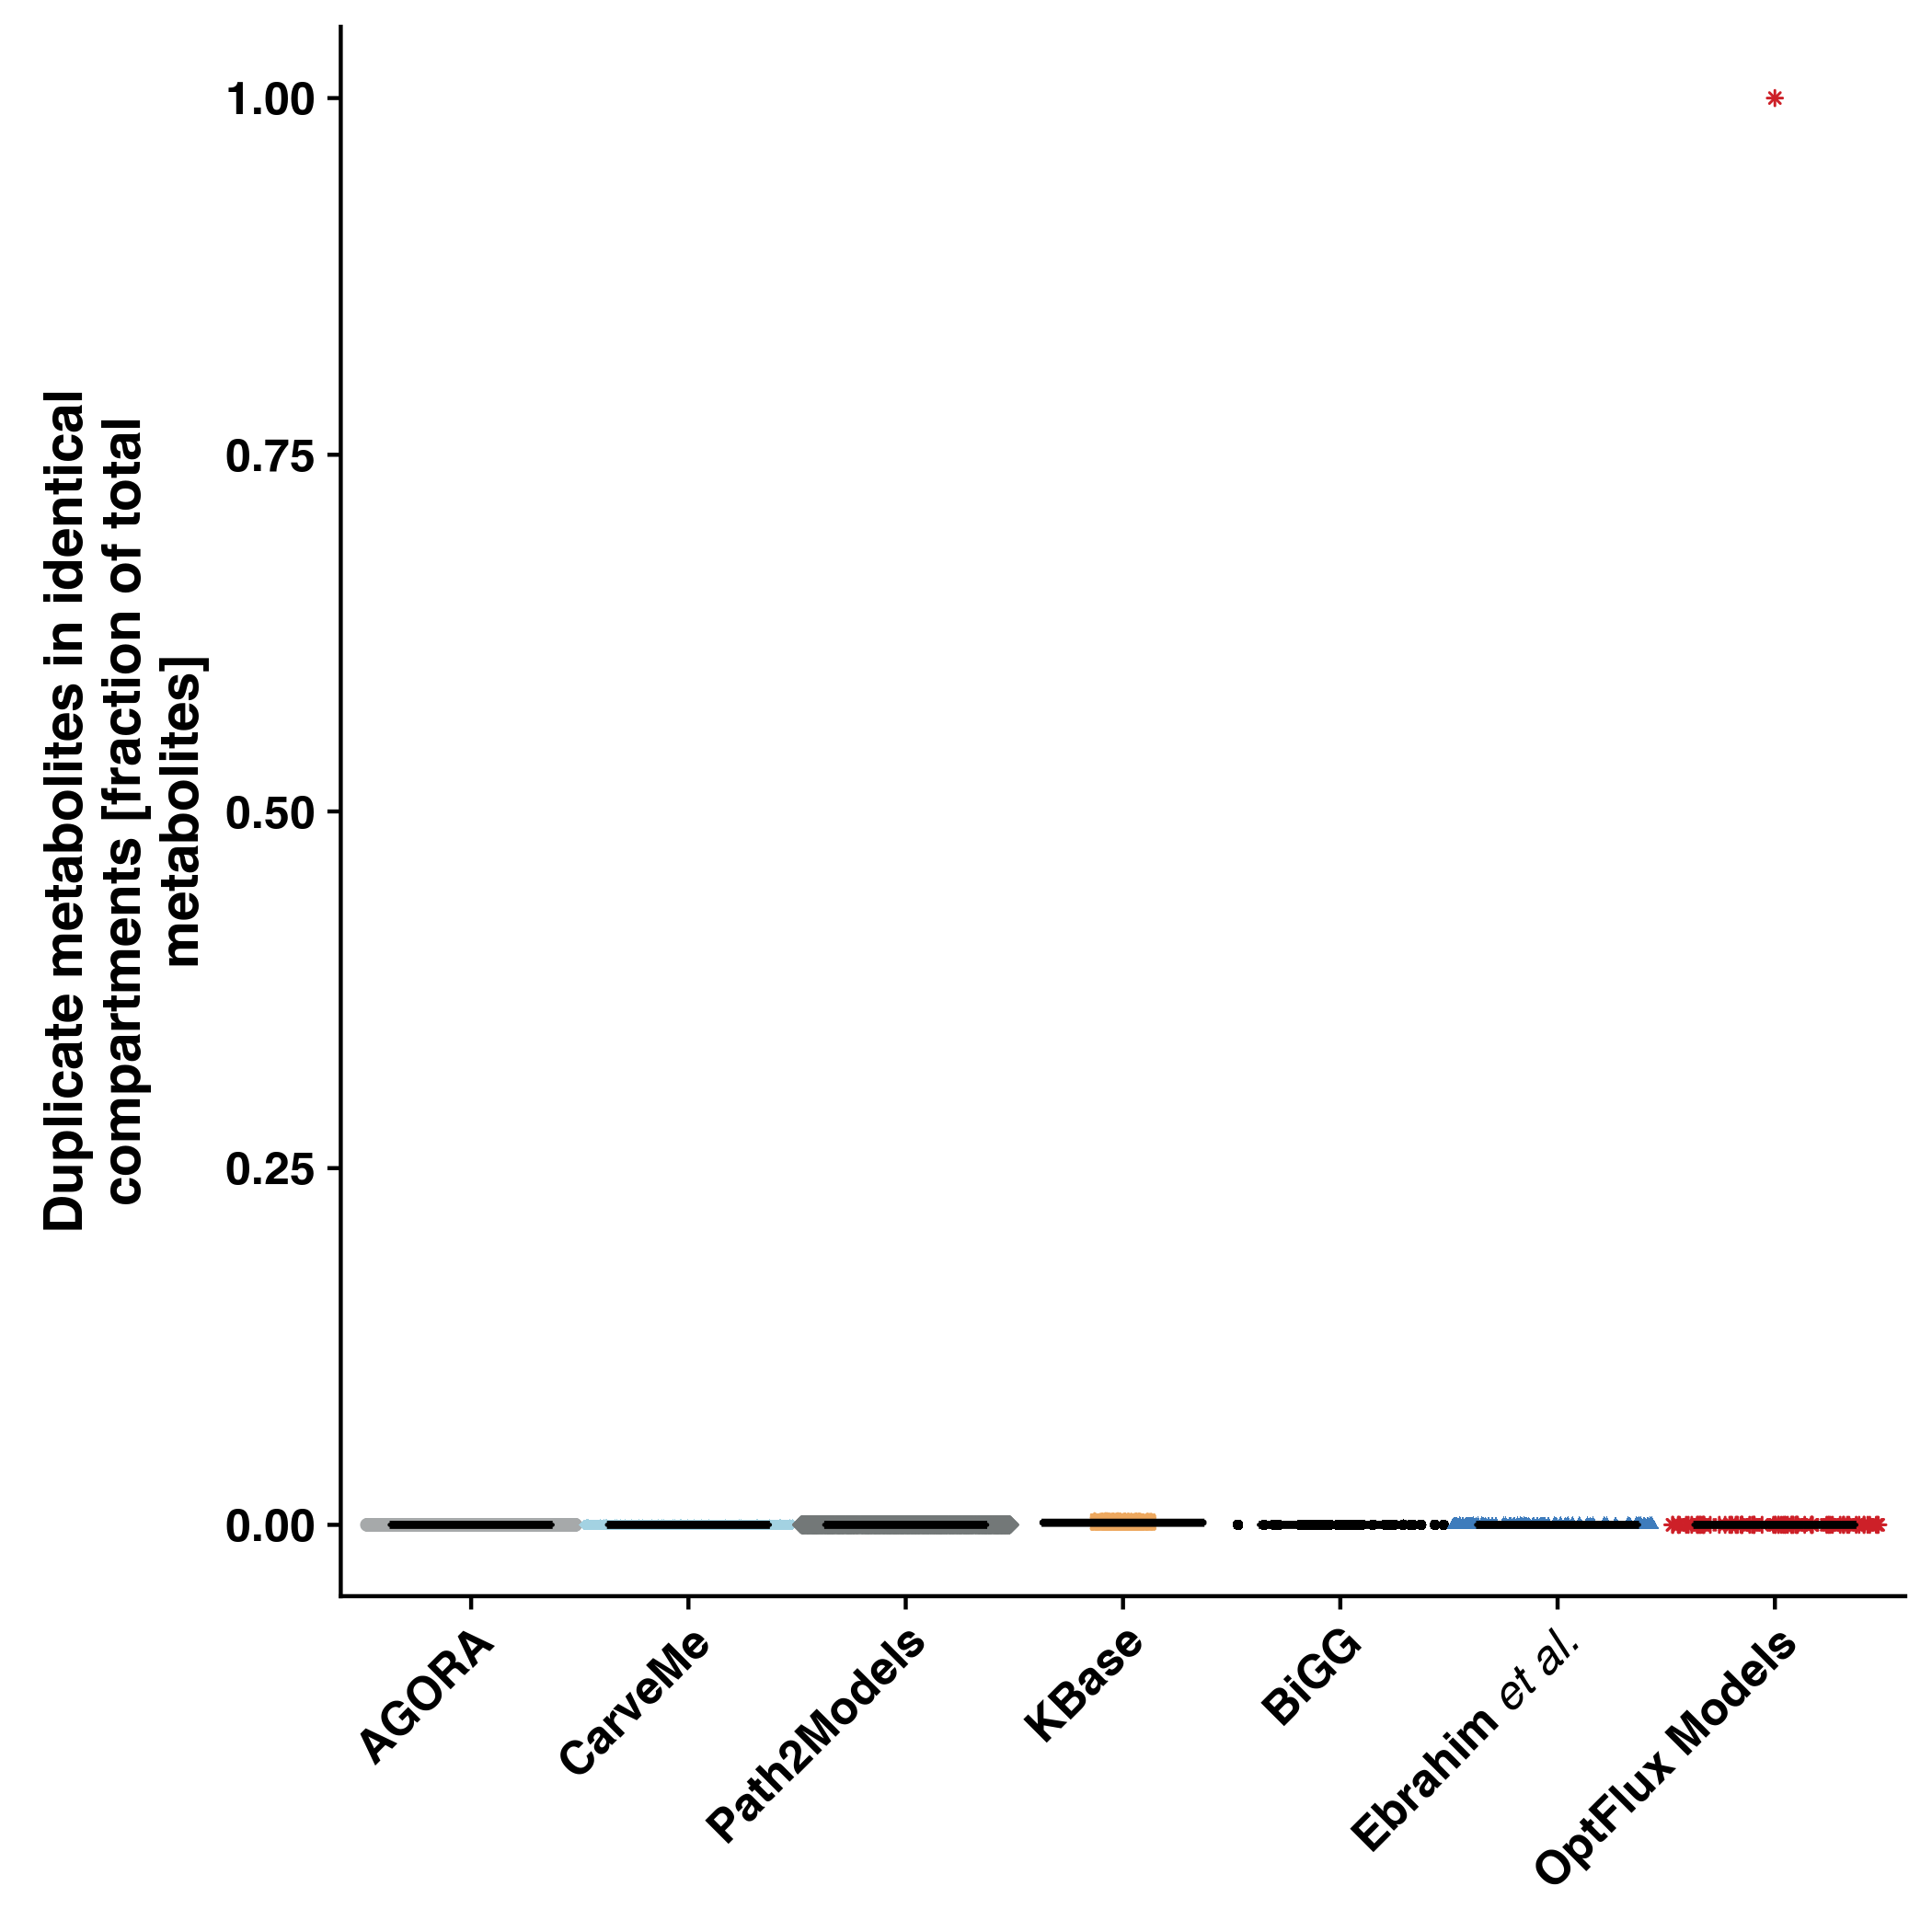 Duplicate metabolites in identical
compartments [fraction of total
metabolites]
1.00
0.75
0.50
0.25
0.00
AGORA
CarveMe
Path2Models
KBase
BiGG
Ebrahim et al.
OptFlux Models